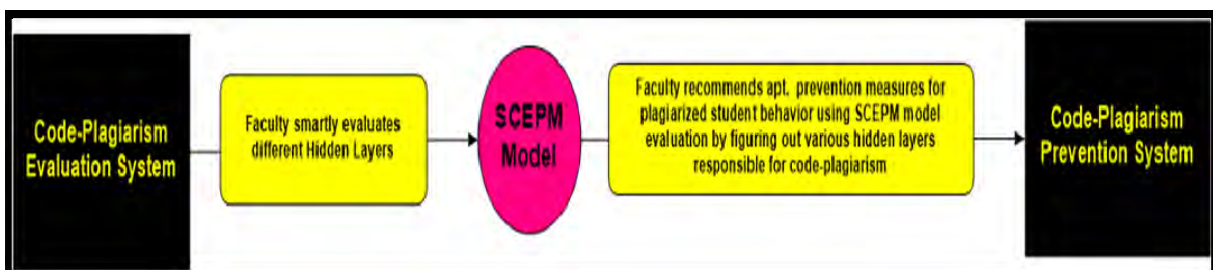 Code-Plagiarism
Evaluation System
Faculty smartly evaluates
different Hidden Layers
SCEPM
Model
Faculty recommends apt. prevention measures for
plagiarized student behavior using SCEPM model
evaluation by figuring out various hidden layers
responsible for code-plagiarism
Code-Plagiarism
Prevention System